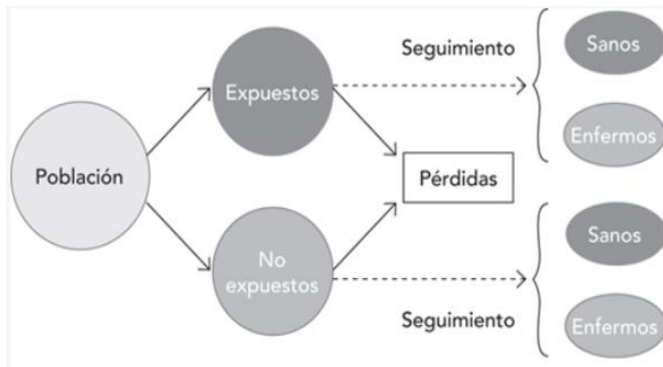 Seguimiento
Sanos
Expuestos
Enfermos
Población
Pérdidas
Sanos
No
expuestos
Seguimiento
Enfermos